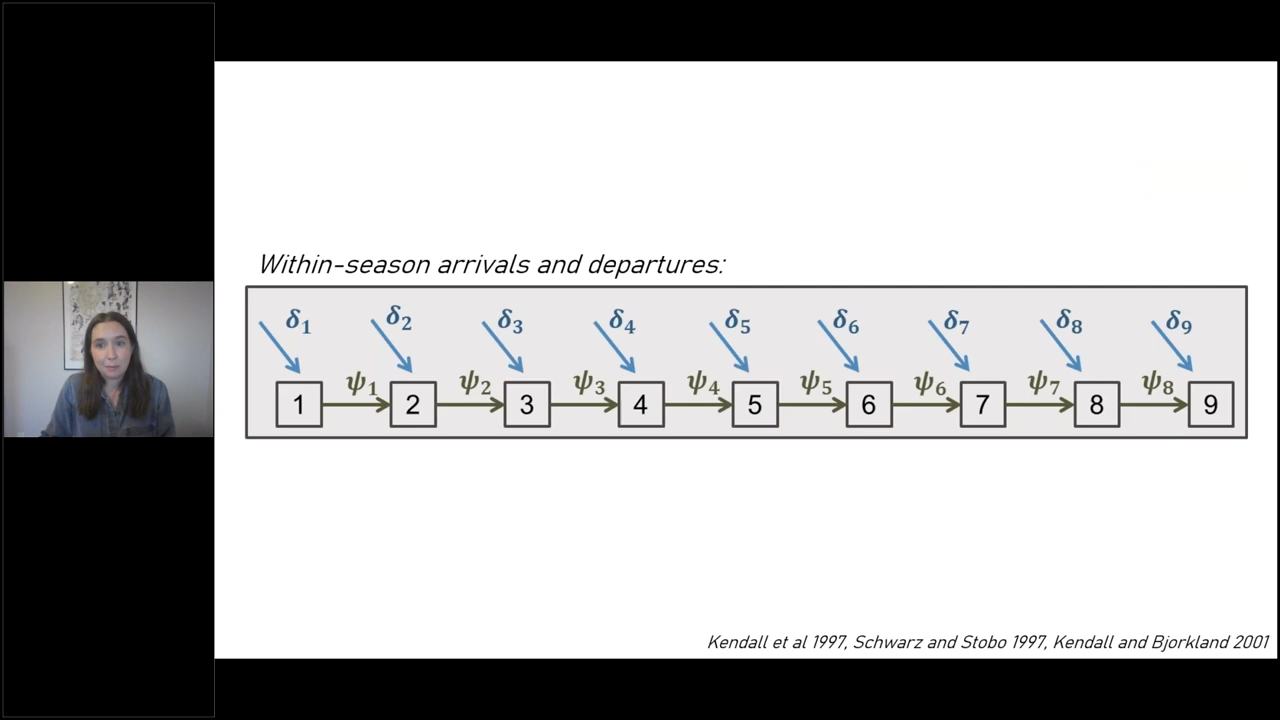 Within-season arrivals and departures:
δ₁ δ₂ δ₃ δ₄ δ₅ δ₆ δ₇ δ₈ δ₉
ψ₁ ψ₂ ψ₃ ψ₄ ψ₅ ψ₆ ψ₇ ψ₈
1 2 3 4 5 6 7 8 9
Kendall et al 1997, Schwarz and Stobo 1997, Kendall and Bjorkland 2001